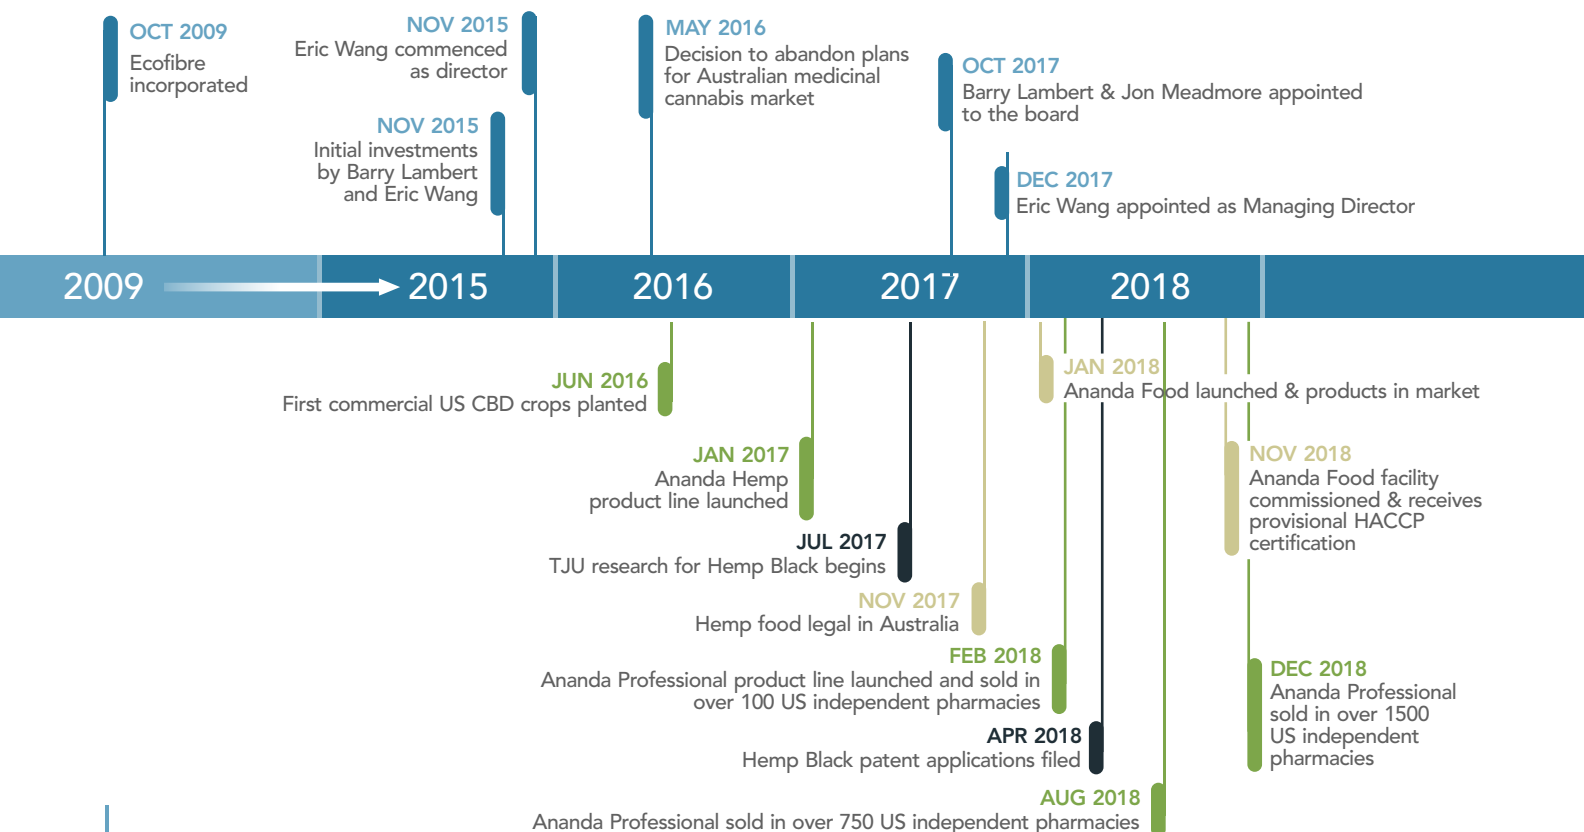 OCT 2009
Ecofibre
incorporated
NOV 2015
Eric Wang commenced
as director
NOV 2015
Initial investments
by Barry Lambert
and Eric Wang
MAY 2016
Decision to abandon plans
for Australian medicinal
cannabis market
OCT 2017
Barry Lambert & Jon Meadmore appointed
to the board
DEC 2017
Eric Wang appointed as Managing Director
2009
2015
2016
2017
2018
JUN 2016
First commercial US CBD crops planted
JAN 2017
Ananda Hemp
product line launched
JUL 2017
TJU research for Hemp Black begins
NOV 2017
Hemp food legal in Australia
JAN 2018
Ananda Food launched & products in market
FEB 2018
Ananda Professional product line launched and sold in
over 100 US independent pharmacies
APR 2018
Hemp Black patent applications filed
AUG 2018
Ananda Professional sold in over 750 US independent pharmacies
NOV 2018
Ananda Food facility
commissioned & receives
provisional HACCP
certification
DEC 2018
Ananda Professional
sold in over 1500
US independent
pharmacies